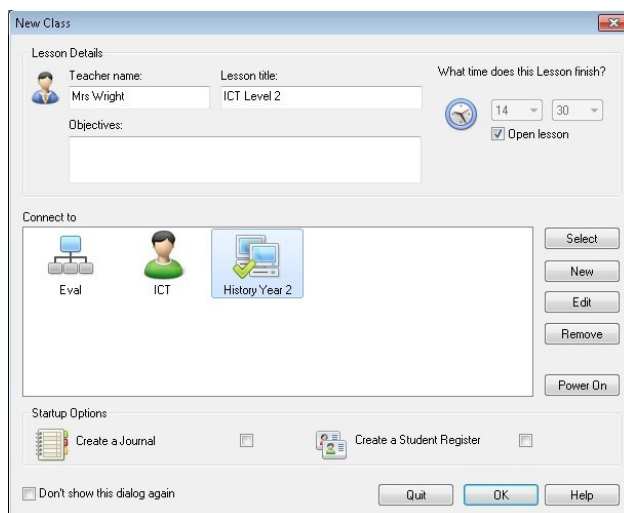 New Class
Lesson Details
Teacher name:
Mrs Wright
Lesson title:
ICT Level 2
What time does this Lesson finish?
14
30
Open lesson
Objectives:
Connect to
Eval
ICT
History Year 2
Select
New
Edit
Remove
Power On
Startup Options
Create a Journal
Create a Student Register
Don't show this dialog again
Quit
OK
Help